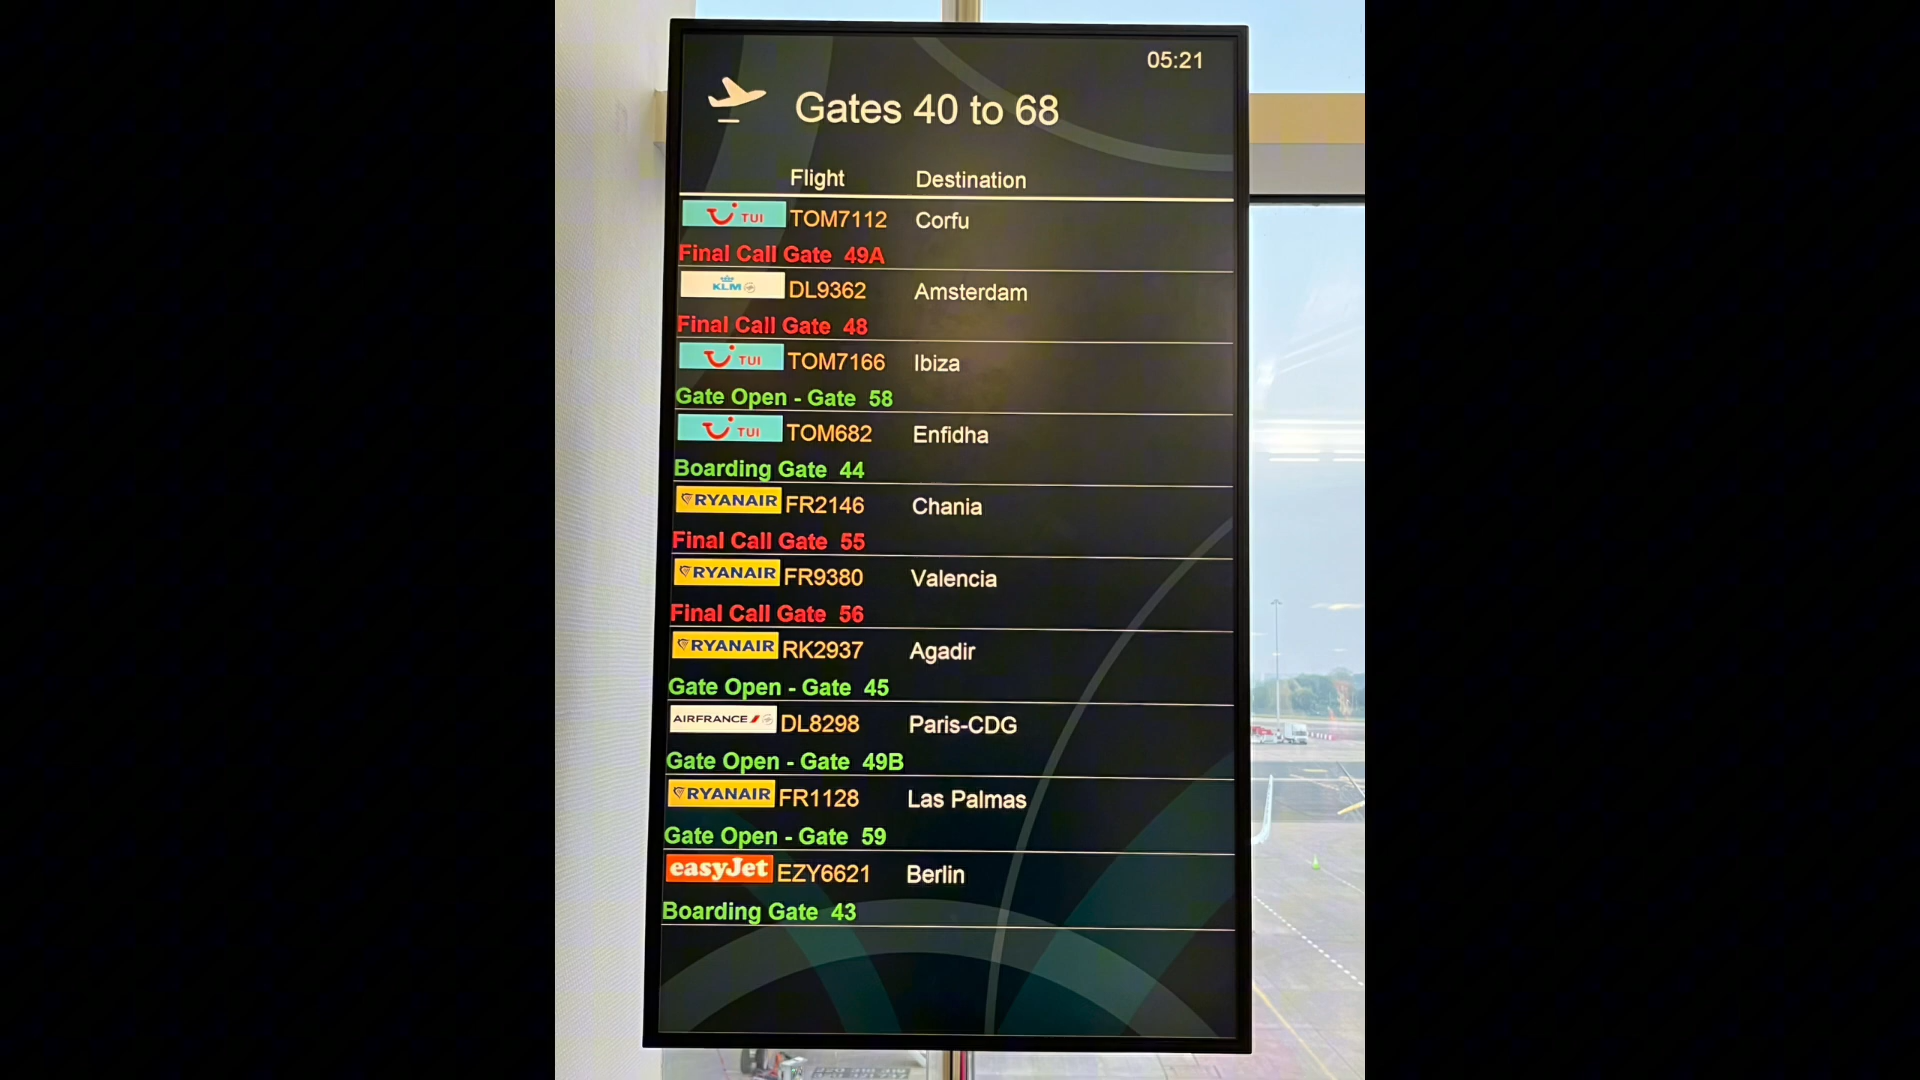 05:21
Gates 40 to 68
Flight Destination
TUI TOM7112 Corfu
Final Call Gate 49A
KLM DL9362 Amsterdam
Final Call Gate 48
TUI TOM7166 Ibiza
Gate Open - Gate 58
TUI TOM682 Enfidha
Boarding Gate 44
RYANAIR FR2146 Chania
Final Call Gate 55
RYANAIR FR9380 Valencia
Final Call Gate 56
RYANAIR RK2937 Agadir
Gate Open - Gate 45
AIRFRANCE DL8298 Paris-CDG
Gate Open - Gate 49B
RYANAIR FR1128 Las Palmas
Gate Open - Gate 59
easyJet EZY6621 Berlin
Boarding Gate 43